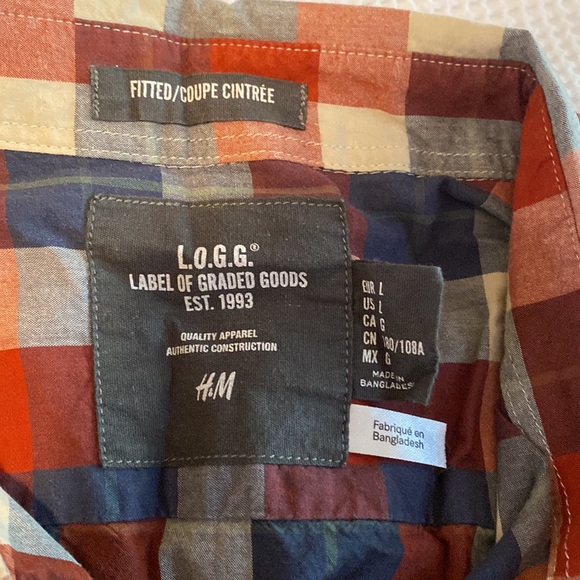 FITTED/COUPE CINTRÉE
L.O.G.G.®
LABEL OF GRADED GOODS
EST. 1993
QUALITY APPAREL
AUTHENTIC CONSTRUCTION
H&M
EUR L
US L
CA G
CN 180/108A
MX G
MADE IN
BANGLADESH
Fabriqué en
Bangladesh